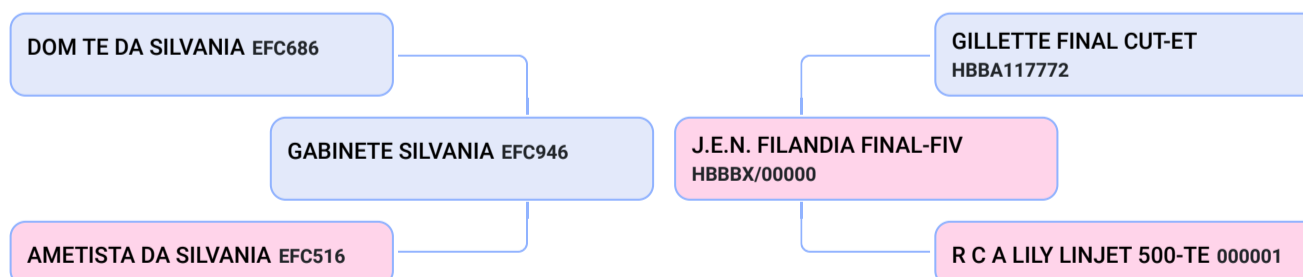 DOM TE DA SILVANIA EFC686
GILLETTE FINAL CUT-ET
HBBA117772
GABINETE SILVANIA EFC946
J.E.N. FILANDIA FINAL-FIV
HBBBX/00000
AMETISTA DA SILVANIA EFC516
R C A LILY LINJET 500-TE 000001